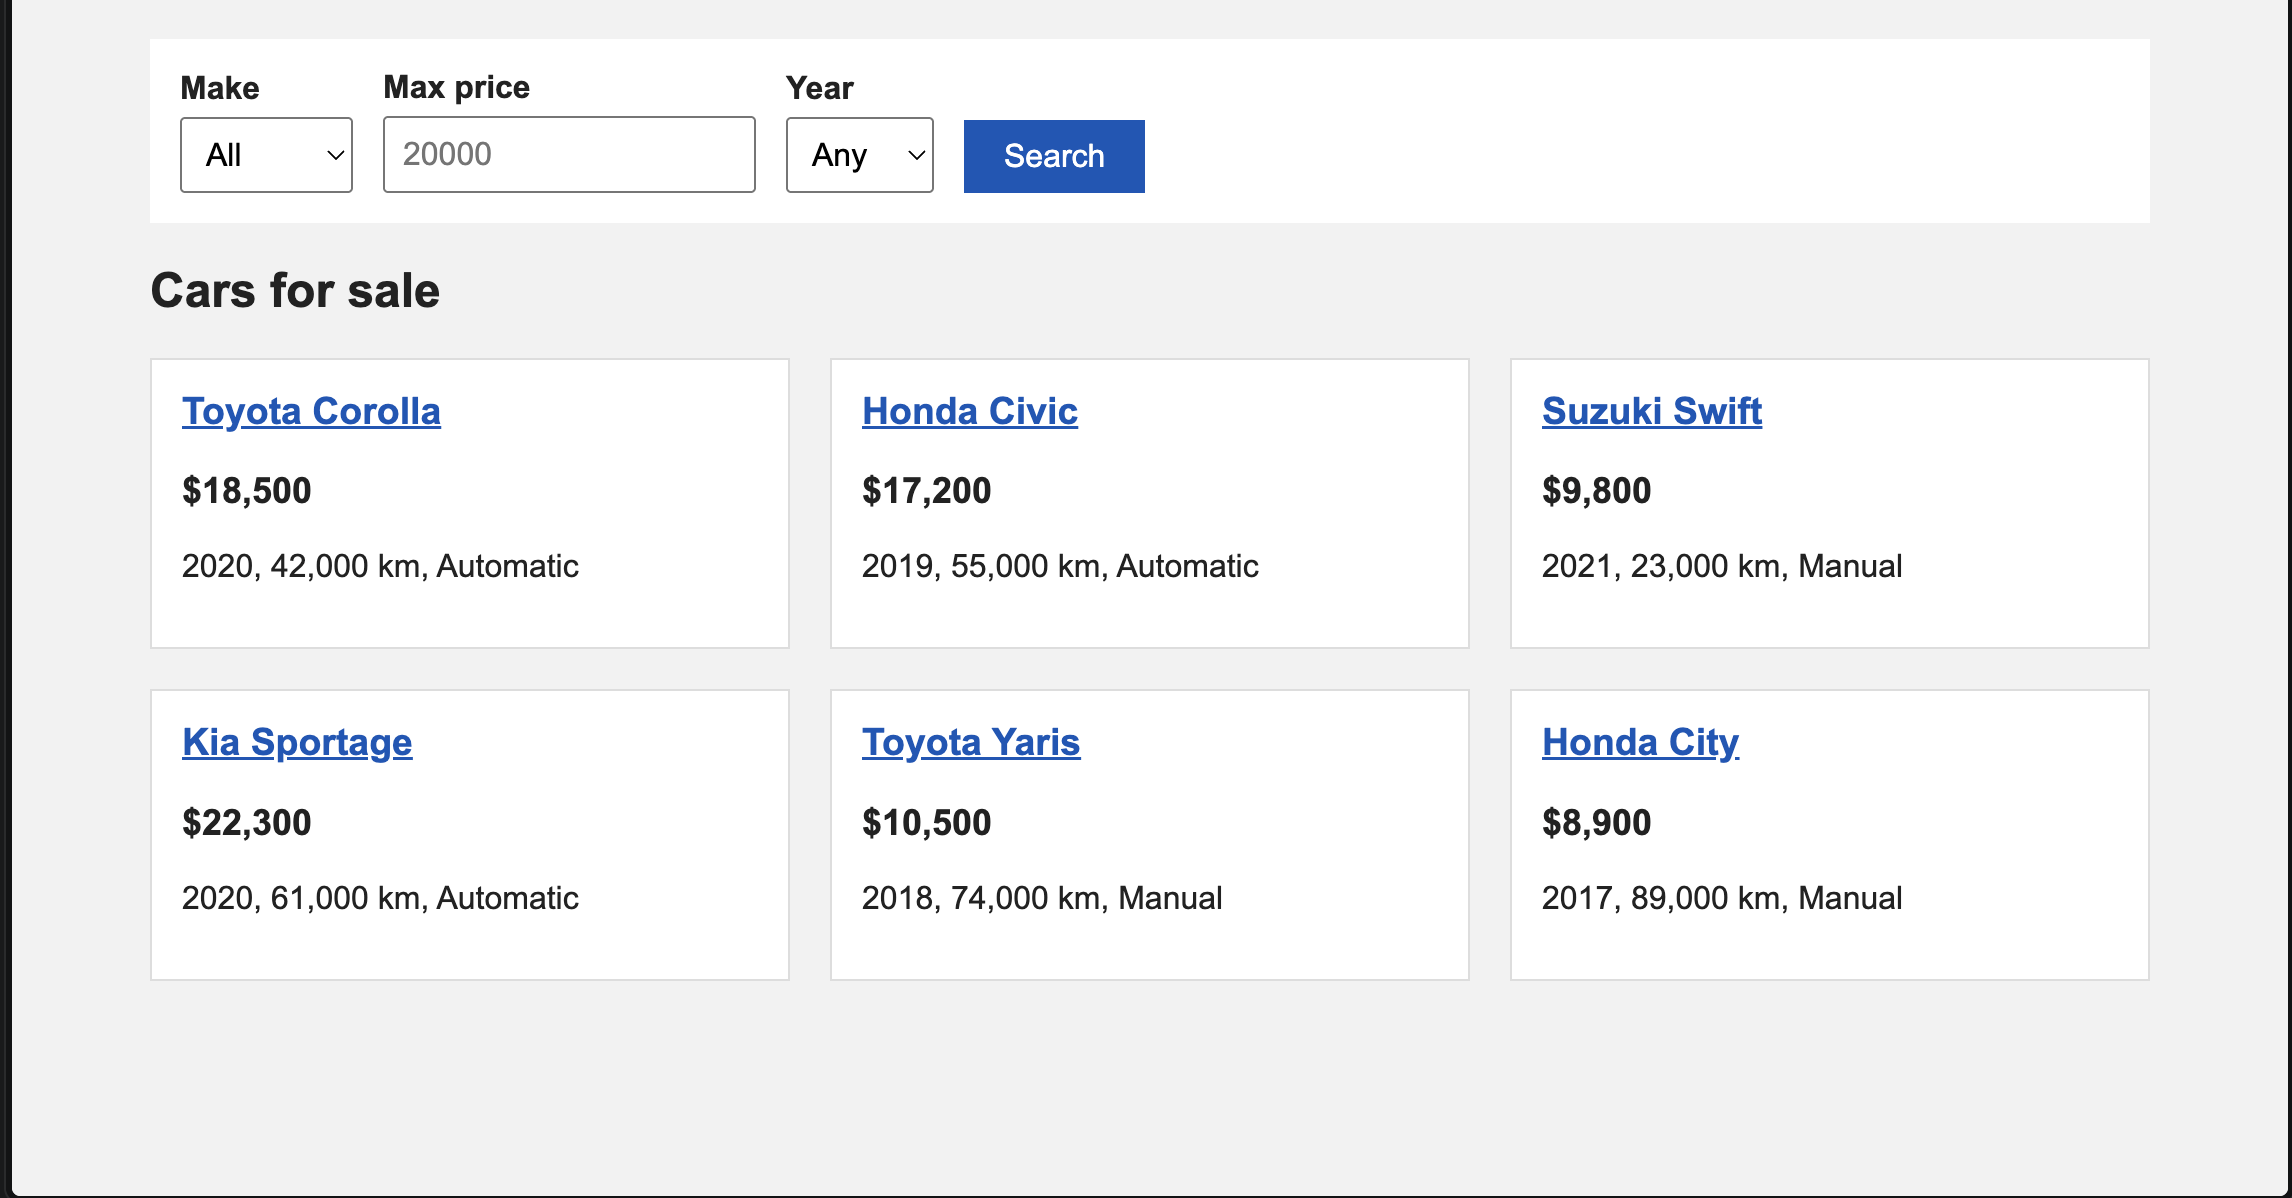 Make Max price Year
All 20000 Any Search
Cars for sale
Toyota Corolla
$18,500
2020, 42,000 km, Automatic
Honda Civic
$17,200
2019, 55,000 km, Automatic
Suzuki Swift
$9,800
2021, 23,000 km, Manual
Kia Sportage
$22,300
2020, 61,000 km, Automatic
Toyota Yaris
$10,500
2018, 74,000 km, Manual
Honda City
$8,900
2017, 89,000 km, Manual